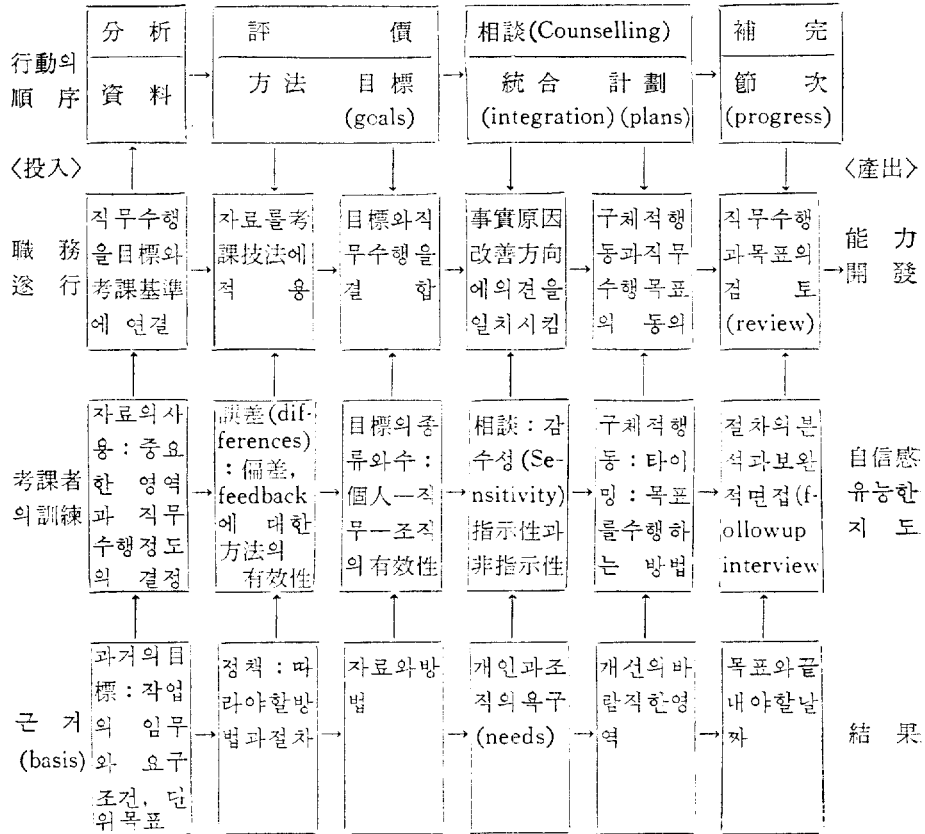 行動의 順序
分析
資料
評價
方法 目標
(goals)
相談(Counselling)
統合 計劃
(integration) (plans)
補完
節次
(progress)
〈投入〉
〈產出〉
職務
遂行
직무수행
을目標와
考課基準
에 연결
자료를考
課技法에
적용
目標와직
무수행을
결합
事實原因
改善方向
에의견을
일치시킴
구체적행
동과직무
수행목표
의 동의
직무수행
과목표의
검토
(review)
能力
開發
考課者
의訓練
자료의사
용:중요
한 영역
과 직무
수행정도
의 결정
誤差(dif-
ferences)
:偏差,
feedback
에 대한
方法의
有效性
目標의종
류와수:
個人—직
무—조직
의有效性
相談:감
수성(Se-
nsitivity)
指示性과
非指示性
구체적행
동:타이
밍:목표
를수행하
는 방법
절차의분
석과보완
적면접(f-
ollowup
interview
自信感
유능한
지도
근거
(basis)
과거의目
標:작업
의 임무
와 요구
조건, 단
위목표
정책:따
라야할방
법과절차
자료와방
법
개인과조
직의욕구
(needs)
개선의바
람직한영
역
목표와끝
내야할날
짜
結果